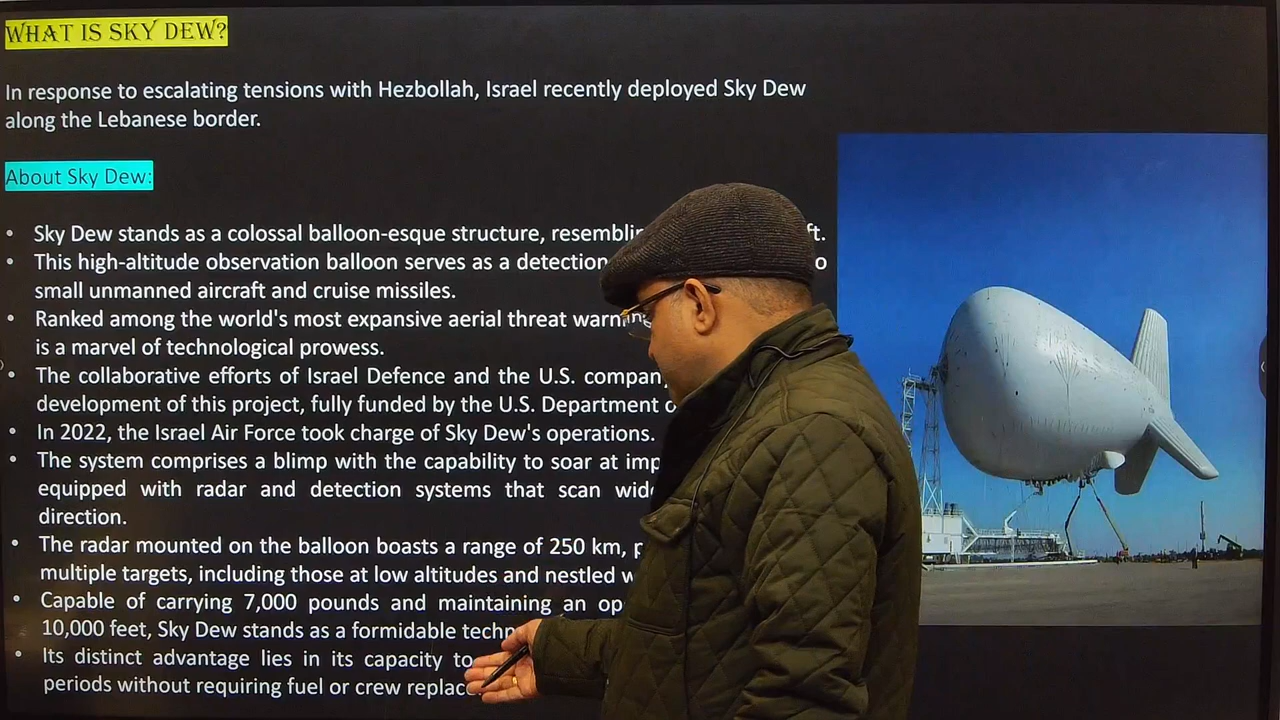 WHAT IS SKY DEW?
In response to escalating tensions with Hezbollah, Israel recently deployed Sky Dew
along the Lebanese border.
About Sky Dew:
• Sky Dew stands as a colossal balloon-esque structure,
• This high-altitude observation balloon serves as a detection
small unmanned aircraft and cruise missiles.
• Ranked among the world's most expansive aerial threat
is a marvel of technological prowess.
• The collaborative efforts of Israel Defence and the U.S.
development of this project, fully funded by the U.S. Department
• In 2022, the Israel Air Force took charge of Sky Dew's operations.
• The system comprises a blimp with the capability to soar at
equipped with radar and detection systems that scan
direction.
• The radar mounted on the balloon boasts a range of 250 km,
multiple targets, including those at low altitudes and nestled
• Capable of carrying 7,000 pounds and maintaining an
10,000 feet, Sky Dew stands as a formidable
• Its distinct advantage lies in its capacity to
periods without requiring fuel or crew